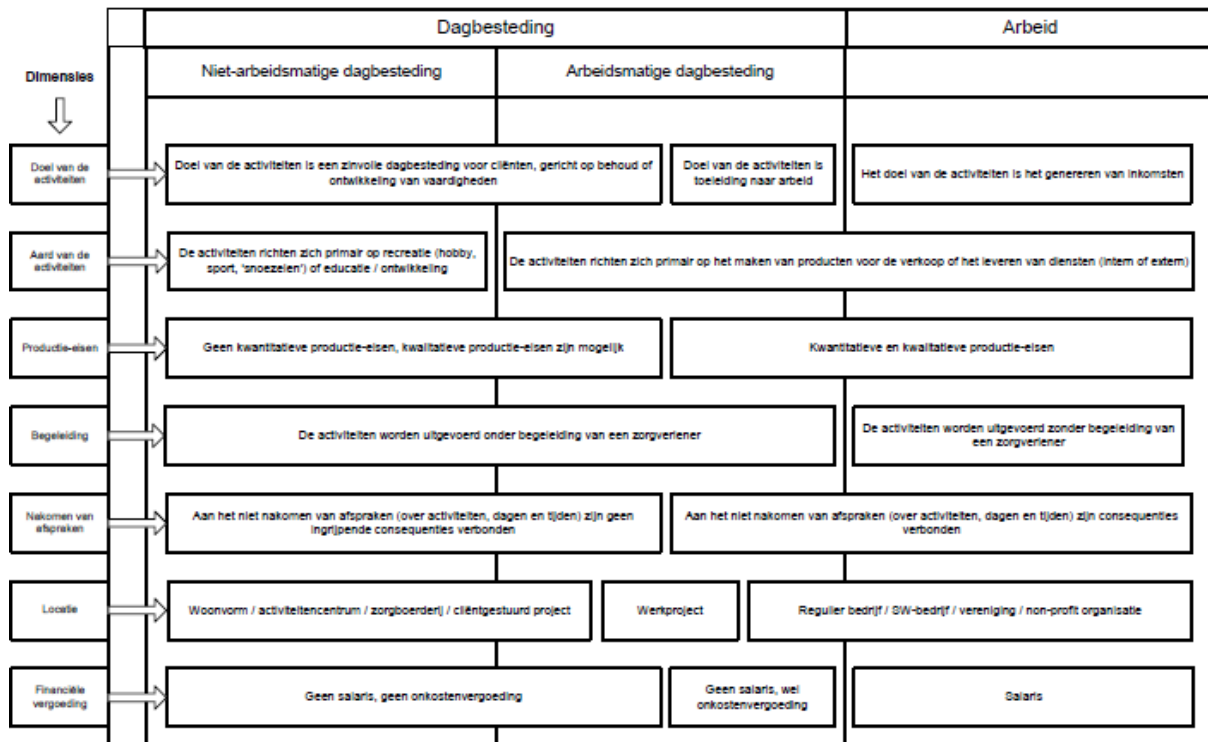 Dagbesteding
Arbeid
Dimensies
Niet-arbeidsmatige dagbesteding
Arbeidsmatige dagbesteding
Doel van de
activiteiten
Doel van de activiteiten is een zinvolle dagbesteding voor cliënten, gericht op behoud of
ontwikkeling van vaardigheden
Doel van de activiteiten is
toeleiding naar arbeid
Het doel van de activiteiten is het genereren van inkomsten
Aard van de
activiteiten
De activiteiten richten zich primair op recreatie (hobby,
sport, 'snoezelen') of educatie / ontwikkeling
De activiteiten richten zich primair op het maken van producten voor de verkoop of het leveren van diensten (intern of extern)
Productie-eisen
Geen kwantitatieve productie-eisen, kwalitatieve productie-eisen zijn mogelijk
Kwantitatieve en kwalitatieve productie-eisen
Begeleiding
De activiteiten worden uitgevoerd onder begeleiding van een zorgverlener
De activiteiten worden uitgevoerd zonder begeleiding van
een zorgverlener
Nakomen van
afspraken
Aan het niet nakomen van afspraken (over activiteiten, dagen en tijden) zijn geen
ingrijpende consequenties verbonden
Aan het niet nakomen van afspraken (over activiteiten, dagen en tijden) zijn consequenties
verbonden
Locatie
Woonvorm / activiteitencentrum / zorgboerderij / cliëntgestuurd project
Werkproject
Regulier bedrijf / SW-bedrijf / vereniging / non-profit organisatie
Financiële
vergoeding
Geen salaris, geen onkostenvergoeding
Geen salaris, wel
onkostenvergoeding
Salaris